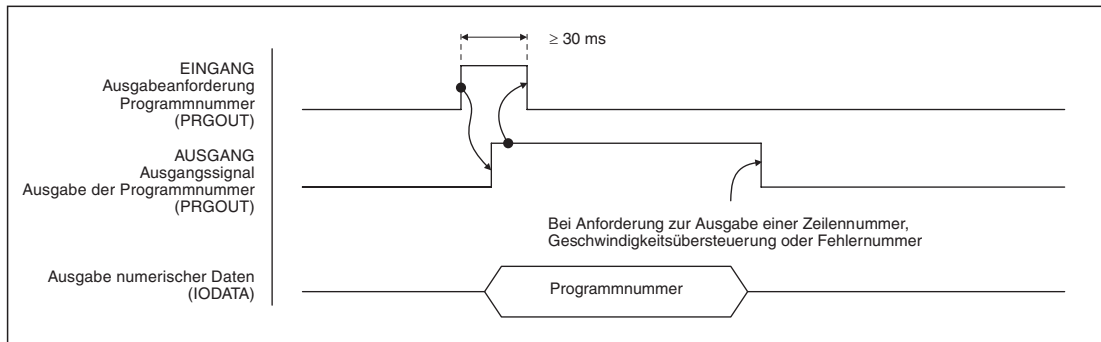 ≥ 30 ms
EINGANG
Ausgabeanforderung
Programmnummer
(PRGOUT)
AUSGANG
Ausgangssignal
Ausgabe der Programmnummer
(PRGOUT)
Bei Anforderung zur Ausgabe einer Zeilennummer,
Geschwindigkeitsübersteuerung oder Fehlernummer
Ausgabe numerischer Daten
(IODATA)
Programmnummer